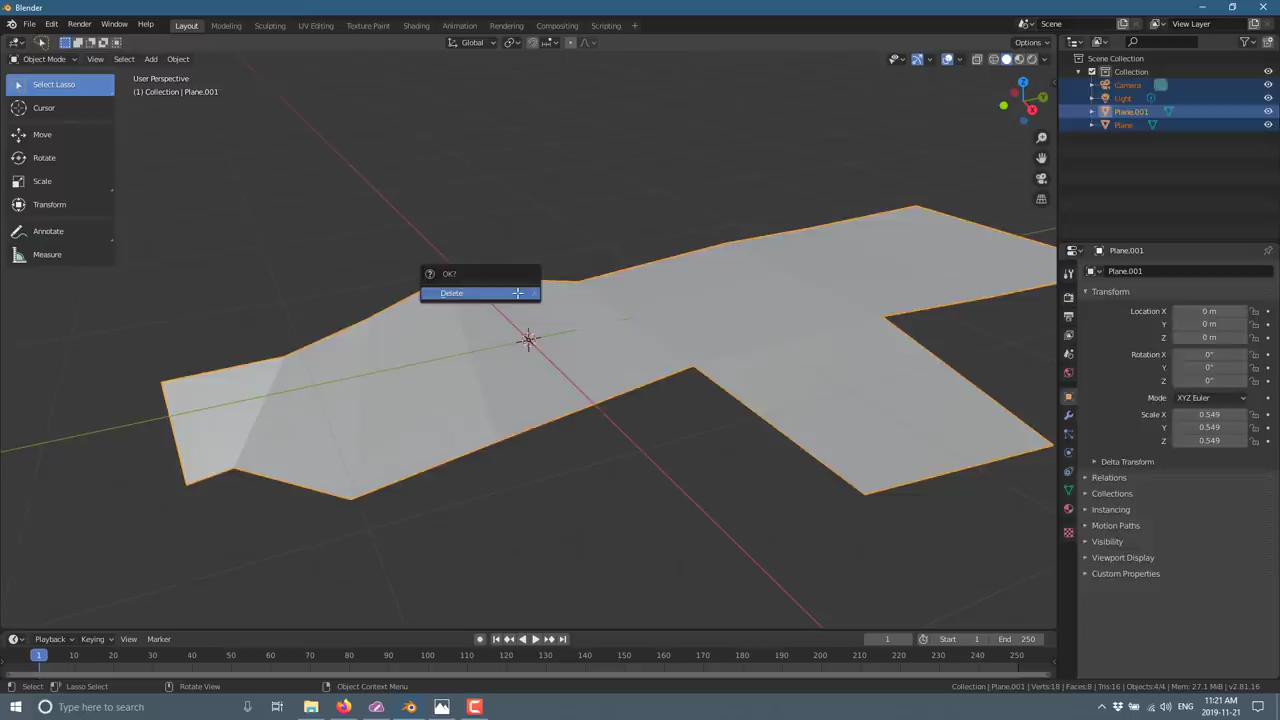 Blender
File Edit Render Window Help
Layout Modeling Sculpting UV Editing Texture Paint Shading Animation Rendering Compositing Scripting +
Scene
View Layer
Global
Options
Object Mode View Select Add Object
Select Lasso
Cursor
Move
Rotate
Scale
Transform
Annotate
Measure
User Perspective
(1) Collection | Plane.001
Z
Y
X
OK?
Delete
Scene Collection
Collection
Camera
Light
Plane.001
Plane
Plane.001
Plane.001
Transform
Location X 0 m
Y 0 m
Z 0 m
Rotation X 0°
Y 0°
Z 0°
Mode XYZ Euler
Scale X 0.549
Y 0.549
Z 0.549
Delta Transform
Relations
Collections
Instancing
Motion Paths
Visibility
Viewport Display
Custom Properties
Playback Keying View Marker
1 Start 1 End 250
1 10 20 30 40 50 60 70 80 90 100 110 120 130 140 150 160 170 180 190 200 210 220 230 240 250
Select Lasso Select Rotate View Object Context Menu
Collection | Plane.001 | Verts:18 | Faces:8 | Tris:16 | Objects:4/4 | Mem: 27.1 MiB | v2.81.16
Type here to search
11:21 AM
2019-11-21